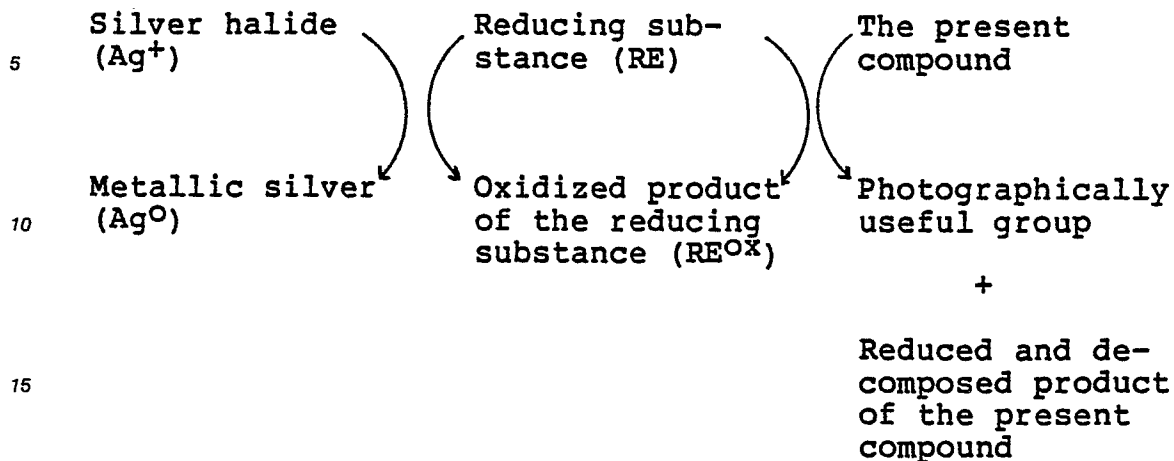 Silver halide
(Ag+)
Reducing sub-
stance (RE)
The present
compound
5
Metallic silver
(Ag0)
Oxidized product
of the reducing
substance (REOX)
Photographically
useful group
10
+
Reduced and de-
composed product
of the present
compound
15